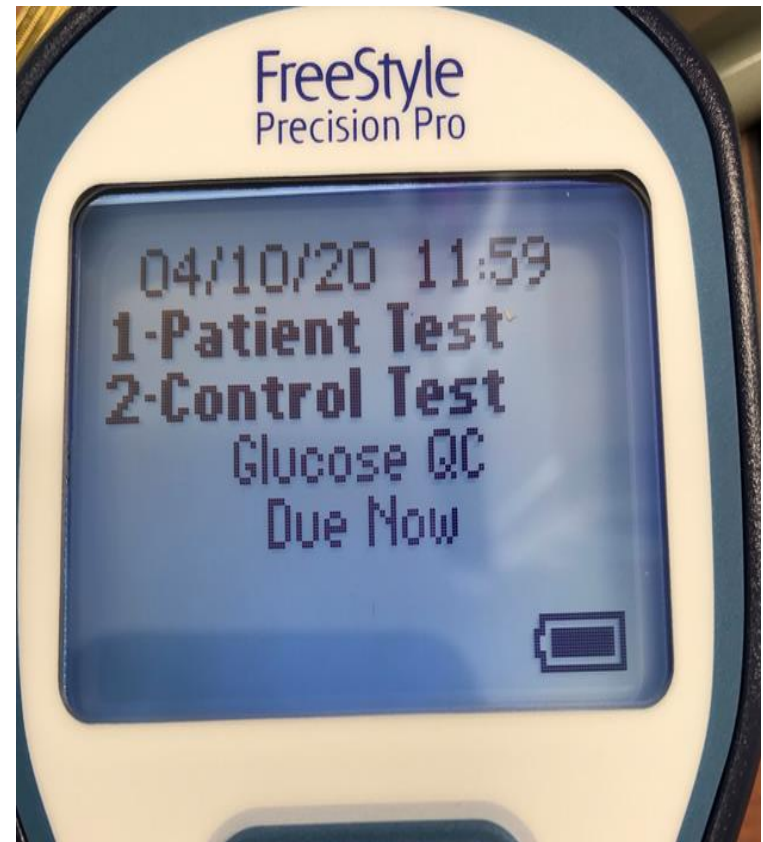 FreeStyle
Precision Pro
04/10/20 11:59
1-Patient Test
2-Control Test
Glucose QC
Due Now